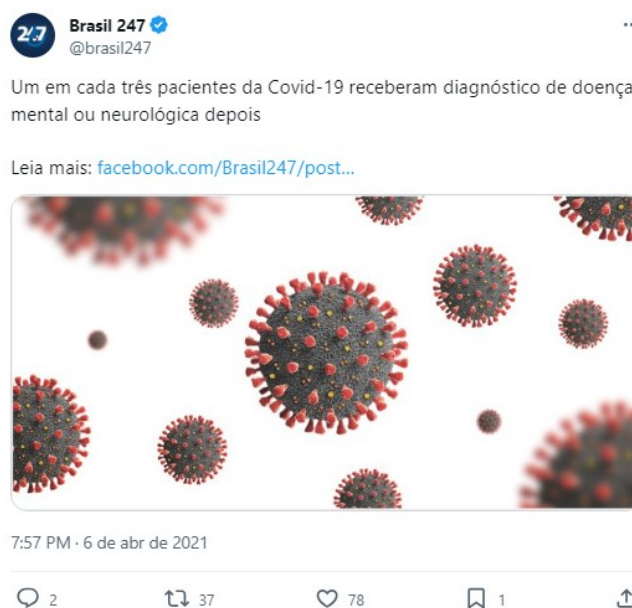 247
Brasil 247
@brasil247
Um em cada três pacientes da Covid-19 receberam diagnóstico de doença
mental ou neurológica depois
Leia mais: facebook.com/Brasil247/post...
7:57 PM · 6 de abr de 2021
2 37 78 1